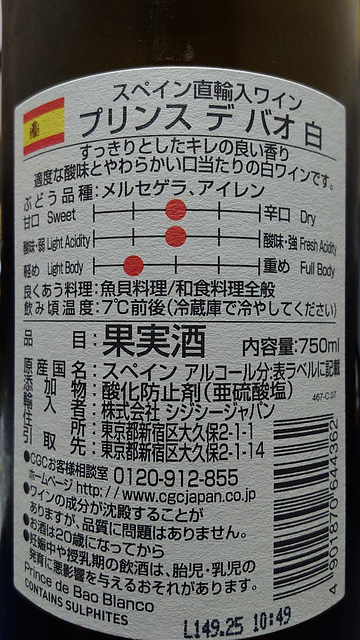 スペイン直輸入ワイン
プリンス デ バオ 白
すっきりとしたキレの良い香り
適度な酸味とやわらかい口当たりの白ワインです。
ぶどう品種:メルセゲラ、アイレン
甘口 Sweet 辛口 Dry
酸味・弱 Light Acidity 酸味・強 Fresh Acidity
軽め Light Body 重め Full Body
良くあう料理:魚貝料理/和食料理全般
飲み頃温度:7℃前後(冷蔵庫で冷やしてください)
品目:果実酒 内容量:750ml
原産国名:スペイン アルコール分:表ラベルに記載
添加物:酸化防止剤(亜硫酸塩) 467-C.07
輸入者:株式会社 シジシージャパン
住所:東京都新宿区大久保2-1-1
引取先:東京都新宿区大久保2-1-14
●CGCお客様相談室 0120-912-855
ホームページ http://www.cgcjapan.co.jp
●ワインの成分が沈殿することが
ありますが、品質に問題はありません。
●お酒は20歳になってから
●妊娠中や授乳期の飲酒は、胎児・乳児の
発育に悪影響を与えるおそれがあります。
Prince de Bao Blanco
CONTAINS SULPHITES
4 901870 644362
L149.25 10:49